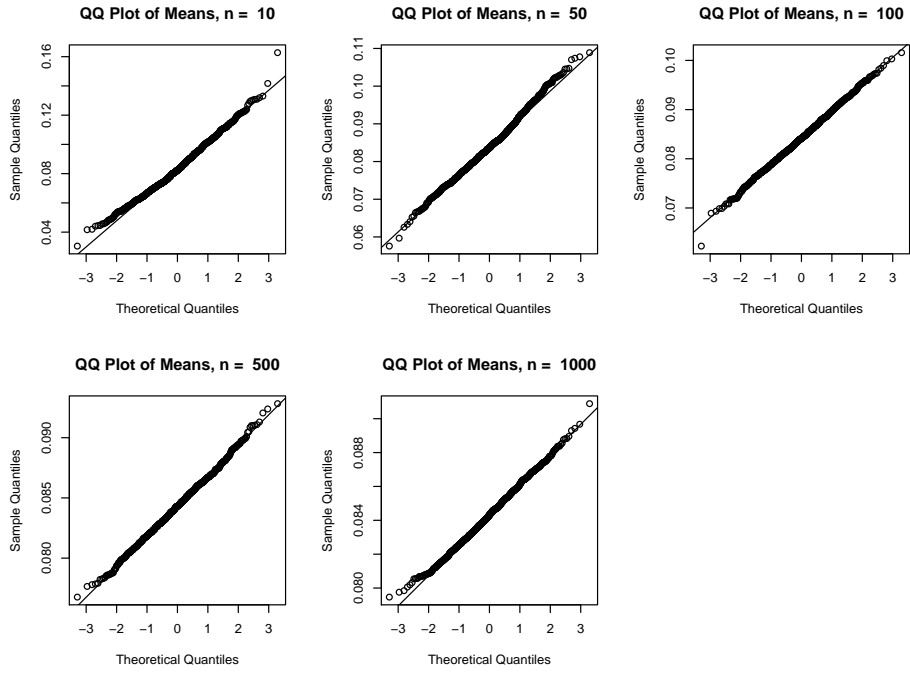 QQ Plot of Means, n = 10
Sample Quantiles
0.16
0.12
0.08
0.04
−3 −2 −1 0 1 2 3
Theoretical Quantiles
QQ Plot of Means, n = 50
Sample Quantiles
0.11
0.10
0.09
0.08
0.07
0.06
−3 −2 −1 0 1 2 3
Theoretical Quantiles
QQ Plot of Means, n = 100
Sample Quantiles
0.10
0.09
0.08
0.07
−3 −2 −1 0 1 2 3
Theoretical Quantiles
QQ Plot of Means, n = 500
Sample Quantiles
0.090
0.085
0.080
−3 −2 −1 0 1 2 3
Theoretical Quantiles
QQ Plot of Means, n = 1000
Sample Quantiles
0.088
0.084
0.080
−3 −2 −1 0 1 2 3
Theoretical Quantiles